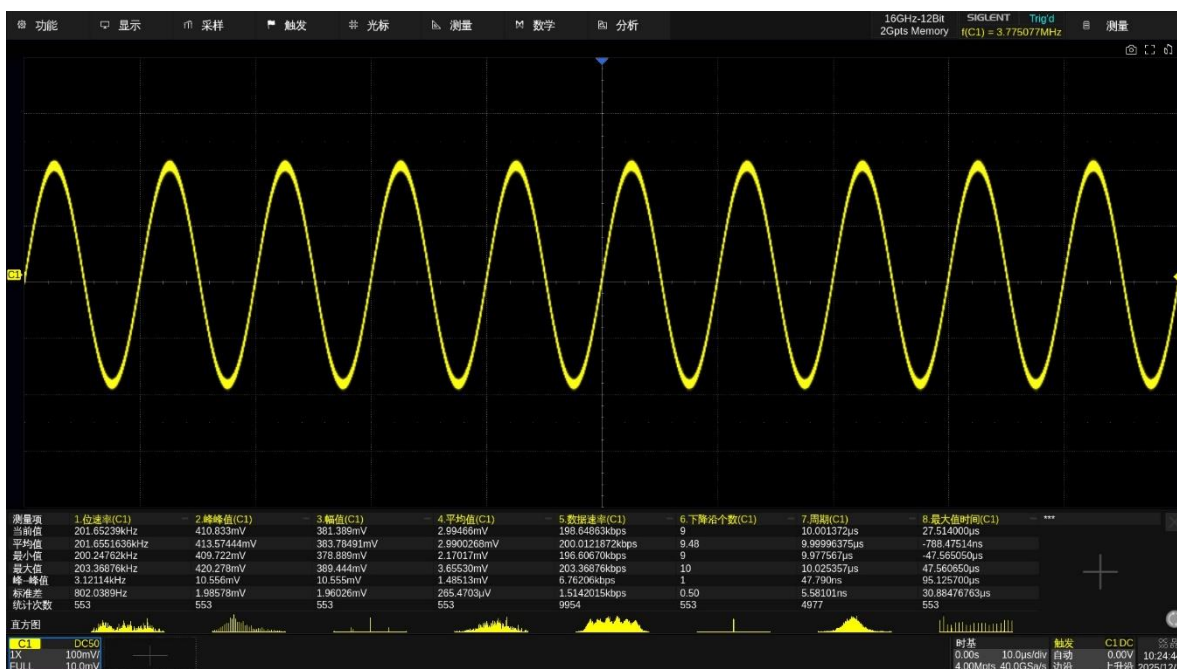 功能 显示 采样 触发 光标 测量 数学 分析 16GHz-12Bit SIGLENT Trig'd 测量
2Gpts Memory f(C1) = 3.775077MHz
C1
测量项 1.位速率(C1) 2.峰峰值(C1) 3.幅值(C1) 4.平均值(C1) 5.数据速率(C1) 6.下降沿个数(C1) 7.周期(C1) 8.最大值时间(C1) ***
当前值 201.65239kHz 410.833mV 381.389mV 2.99466mV 198.64863kbps 9 10.001372μs 27.514000μs
平均值 201.6551636kHz 413.57444mV 383.78491mV 2.9900268mV 200.0121872kbps 9.48 9.99996375μs -788.47514ns
最小值 200.24762kHz 409.722mV 378.889mV 2.17017mV 196.60670kbps 9 9.977567μs -47.565050μs
最大值 203.36876kHz 420.278mV 389.444mV 3.65530mV 203.36876kbps 10 10.025357μs 47.560650μs
峰--峰值 3.12114kHz 10.556mV 10.555mV 1.48513mV 6.76206kbps 1 47.790ns 95.125700μs
标准差 802.0389Hz 1.98578mV 1.96026mV 265.4703μV 1.5142015kbps 0.50 5.58101ns 30.88476763μs
统计次数 553 553 553 553 9954 553 4977 553
直方图
C1 DC50 时基 触发 C1 DC
1X 100mV/ 0.00s 10.0μs/div 自动 0.00V 10:24:4
FULL 10.0mV 4.00Mpts 40.0GSa/s 边沿 上升沿 2025/12/